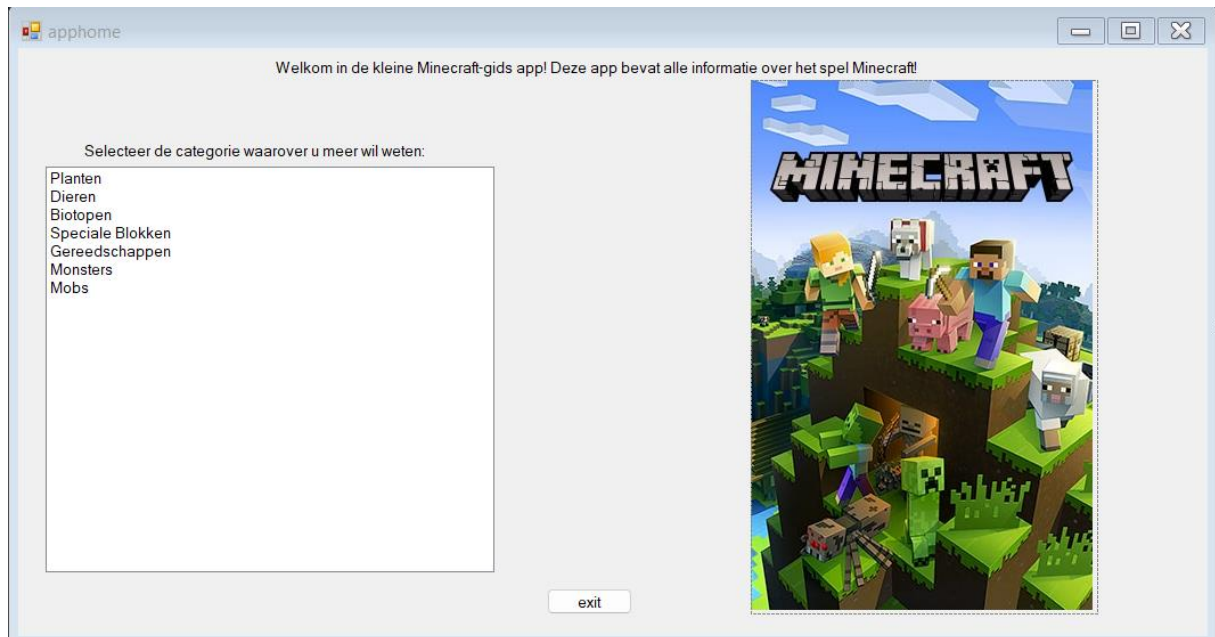 apphome
Welkom in de kleine Minecraft-gids app! Deze app bevat alle informatie over het spel Minecraft!
MINECRAFT
Selecteer de categorie waarover u meer wil weten:
Planten
Dieren
Biotopen
Speciale Blokken
Gereedschappen
Monsters
Mobs
exit